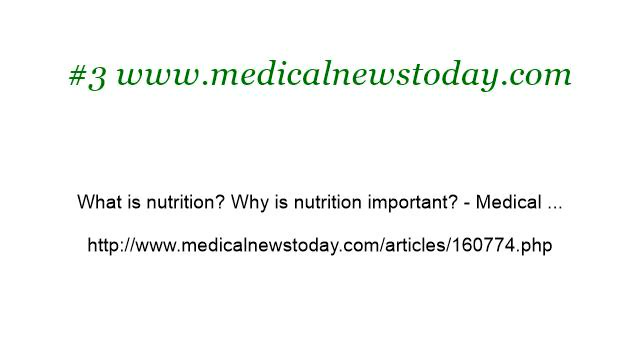 #3 www.medicalnewstoday.com
What is nutrition? Why is nutrition important? - Medical ...
http://www.medicalnewstoday.com/articles/160774.php